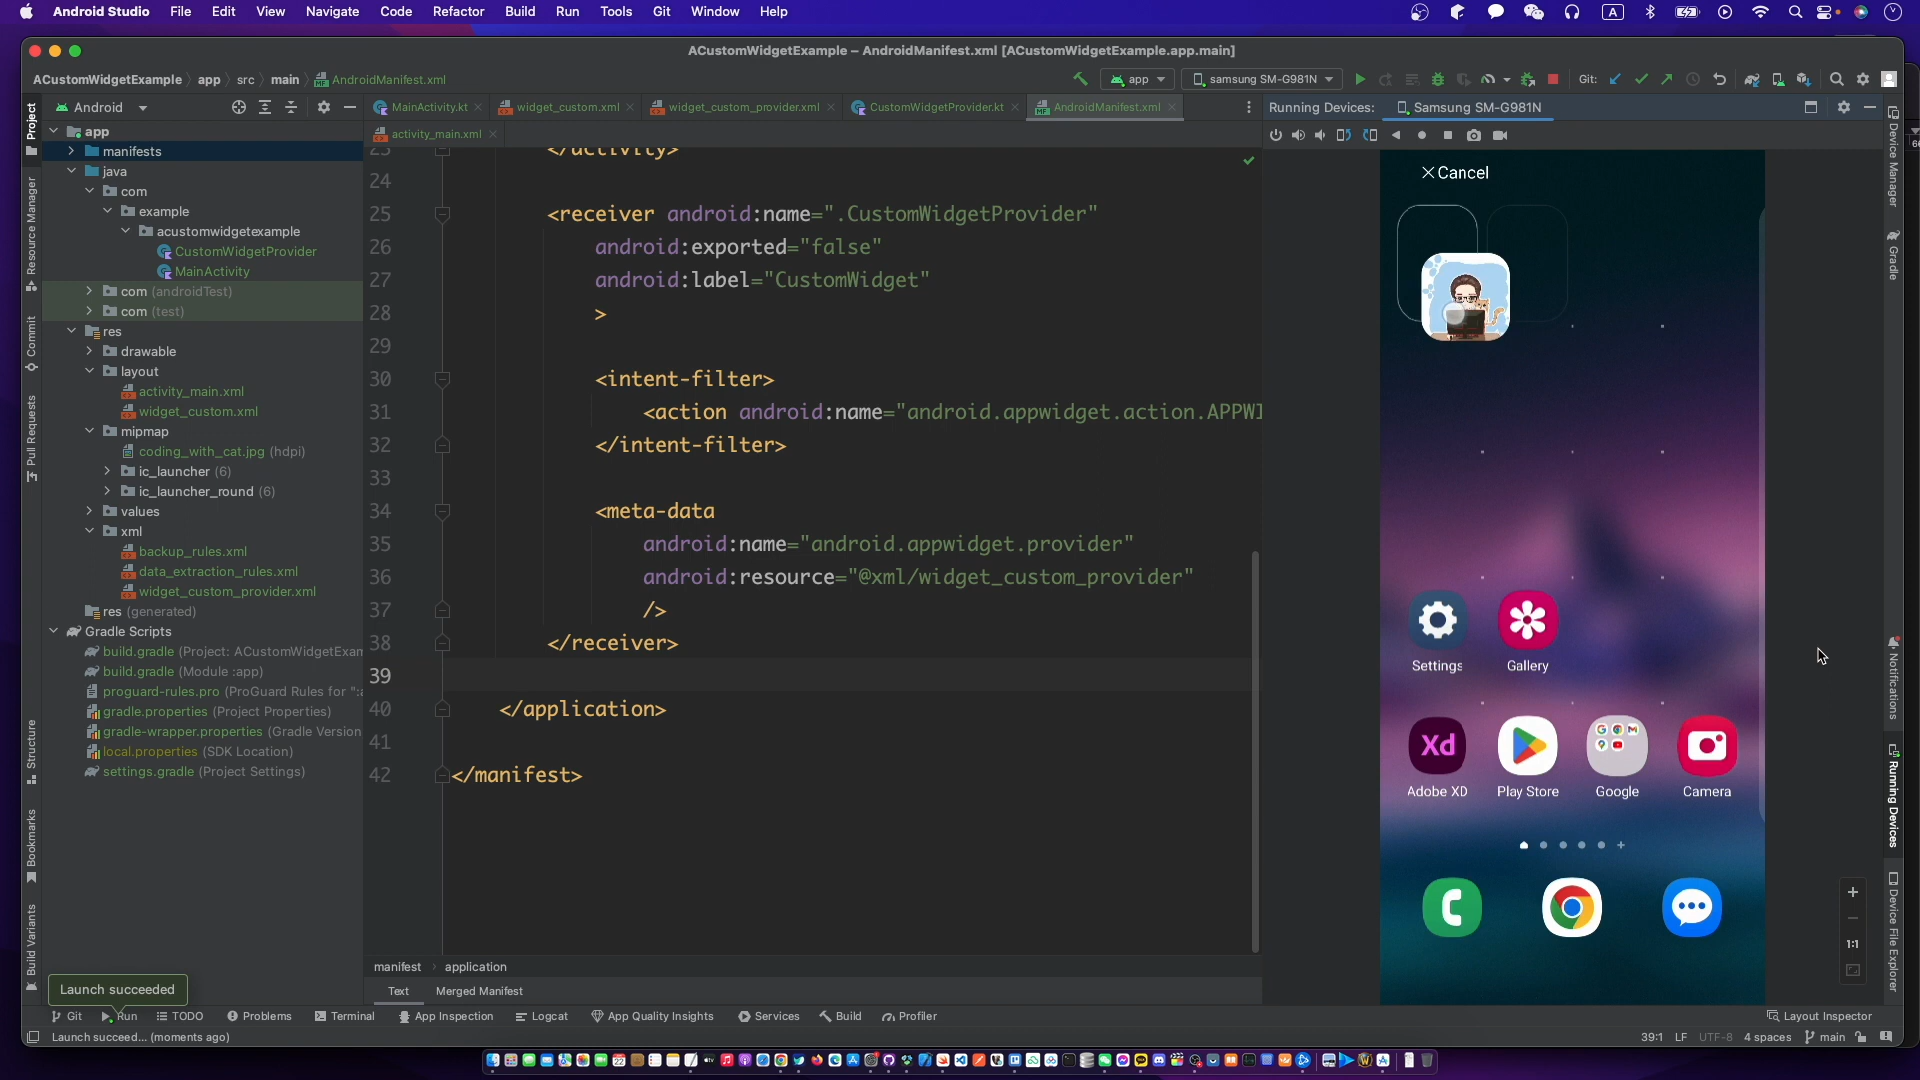 Android Studio File Edit View Navigate Code Refactor Build Run Tools Git Window Help
A
ACustomWidgetExample – AndroidManifest.xml [ACustomWidgetExample.app.main]
ACustomWidgetExample app src main AndroidManifest.xml
app samsung SM-G981N Git:
Android
MainActivity.kt widget_custom.xml widget_custom_provider.xml CustomWidgetProvider.kt AndroidManifest.xml
activity_main.xml
Running Devices: Samsung SM-G981N
Project
Resource Manager
Commit
Pull Requests
Structure
Bookmarks
Build Variants
app
manifests
java
com
example
acustomwidgetexample
CustomWidgetProvider
MainActivity
com (androidTest)
com (test)
res
drawable
layout
activity_main.xml
widget_custom.xml
mipmap
coding_with_cat.jpg (hdpi)
ic_launcher (6)
ic_launcher_round (6)
values
xml
backup_rules.xml
data_extraction_rules.xml
widget_custom_provider.xml
res (generated)
Gradle Scripts
build.gradle (Project: ACustomWidgetExam
build.gradle (Module :app)
proguard-rules.pro (ProGuard Rules for ":a
gradle.properties (Project Properties)
gradle-wrapper.properties (Gradle Version
local.properties (SDK Location)
settings.gradle (Project Settings)
23 </activity>
24
25 <receiver android:name=".CustomWidgetProvider"
26 android:exported="false"
27 android:label="CustomWidget"
28 >
29
30 <intent-filter>
31 <action android:name="android.appwidget.action.APPWI
32 </intent-filter>
33
34 <meta-data
35 android:name="android.appwidget.provider"
36 android:resource="@xml/widget_custom_provider"
37 />
38 </receiver>
39
40 </application>
41
42 </manifest>
manifest application
Text Merged Manifest
Cancel
Settings Gallery
Xd
Adobe XD Play Store Google Camera
1:1
Device Manager
Gradle
Notifications
Running Devices
Device File Explorer
Launch succeeded
Git Run TODO Problems Terminal App Inspection Logcat App Quality Insights Services Build Profiler Layout Inspector
Launch succeed... (moments ago)
39:1 LF UTF-8 4 spaces main